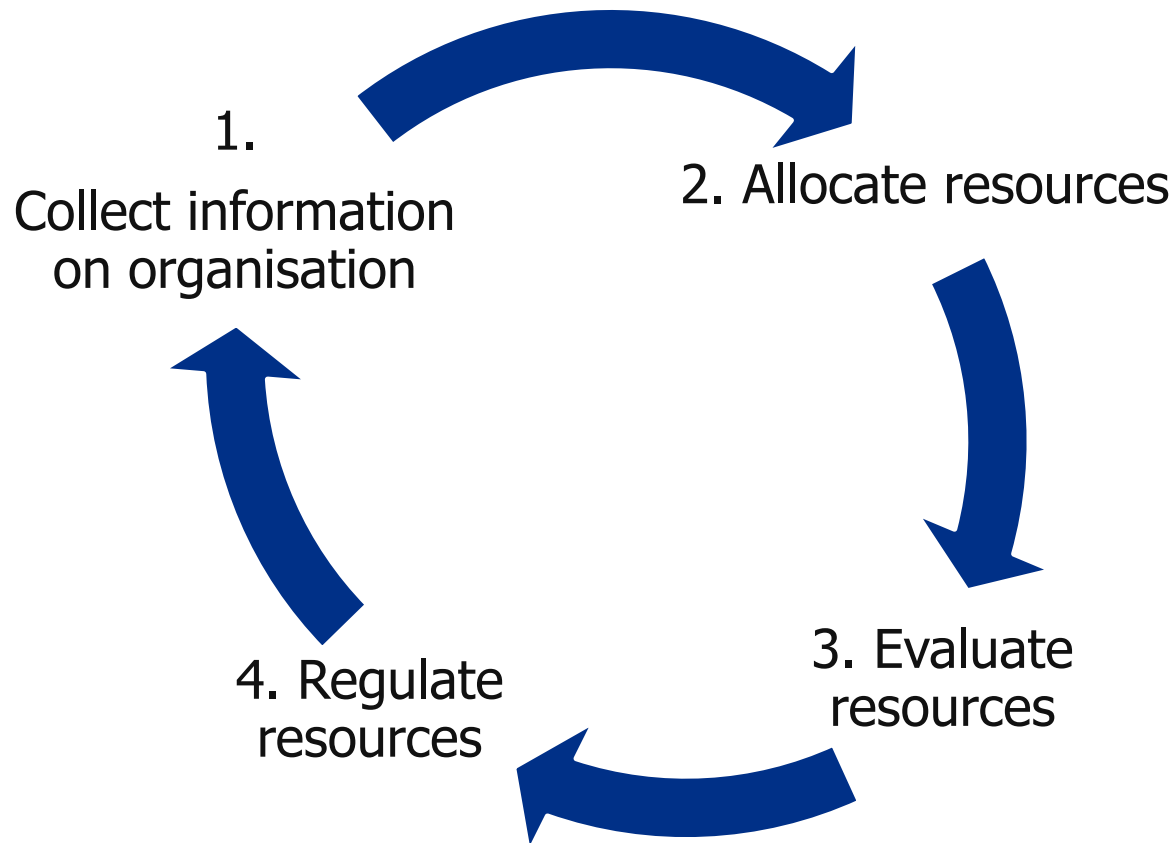 1.
Collect information
on organisation
2. Allocate resources
3. Evaluate
resources
4. Regulate
resources